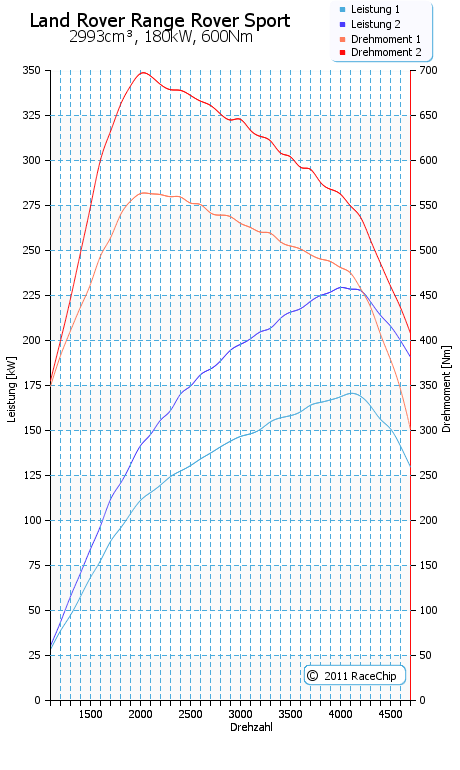 Land Rover Range Rover Sport
2993cm³, 180kW, 600Nm
Leistung 1
Leistung 2
Drehmoment 1
Drehmoment 2
350
325
300
275
250
225
200
175
150
125
100
75
50
25
0
Leistung [kW]
700
650
600
550
500
450
400
350
300
250
200
150
100
50
0
Drehmoment [Nm]
© 2011 RaceChip
1500 2000 2500 3000 3500 4000 4500
Drehzahl